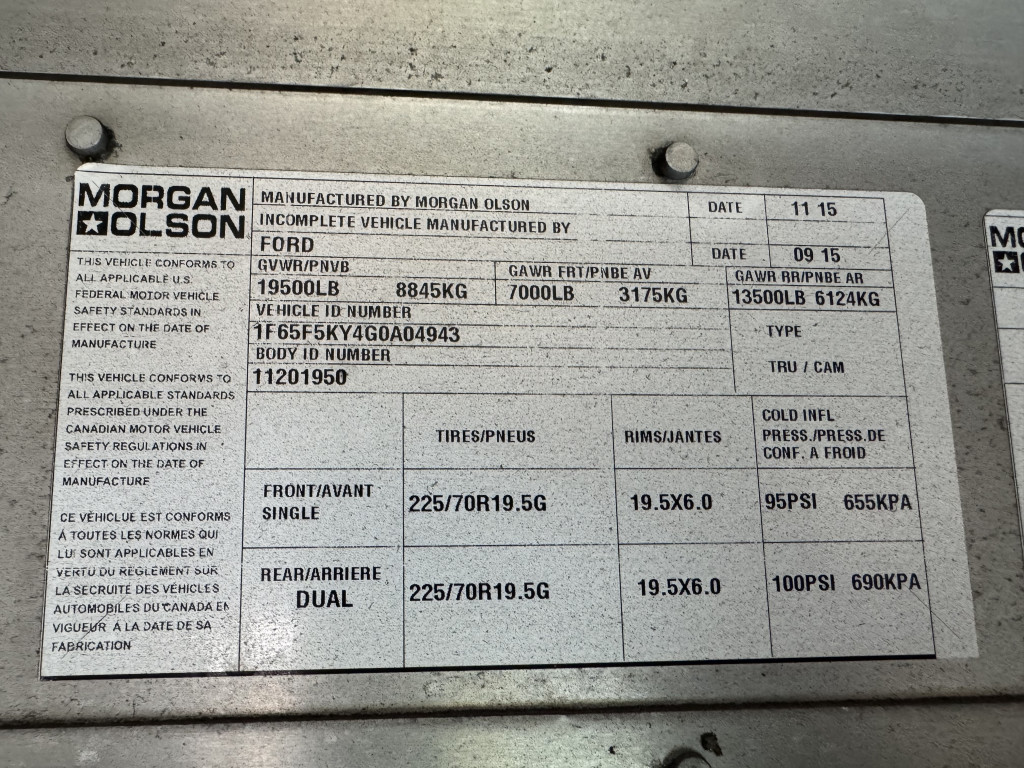 MORGAN
OLSON
THIS VEHICLE CONFORMS TO
ALL APPLICABLE U.S.
FEDERAL MOTOR VEHICLE
SAFETY STANDARDS IN
EFFECT ON THE DATE OF
MANUFACTURE
THIS VEHICLE CONFORMS TO
ALL APPLICABLE STANDARDS
PRESCRIBED UNDER THE
CANADIAN MOTOR VEHICLE
SAFETY REGULATIONS IN
EFFECT ON THE DATE OF
MANUFACTURE
CE VÉHICLUE EST CONFORMS
À TOUTES LES NORMES QUI
LUI SONT APPLICABLES EN
VERTU DU RÈGLEMENT SUR
LA SECRUITÉ DES VÉHICLES
AUTOMOBILES DU CANADA EN
VIGUEUR À LA DATE DE SA
FABRICATION
MANUFACTURED BY MORGAN OLSON DATE 11 15
INCOMPLETE VEHICLE MANUFACTURED BY
FORD DATE 09 15
GVWR/PNVB GAWR FRT/PNBE AV GAWR RR/PNBE AR
19500LB 8845KG 7000LB 3175KG 13500LB 6124KG
VEHICLE ID NUMBER
1F65F5KY4G0A04943 TYPE
BODY ID NUMBER
11201950 TRU / CAM
TIRES/PNEUS RIMS/JANTES COLD INFL
PRESS./PRESS.DE
CONF. A FROID
FRONT/AVANT
SINGLE 225/70R19.5G 19.5X6.0 95PSI 655KPA
REAR/ARRIERE
DUAL 225/70R19.5G 19.5X6.0 100PSI 690KPA